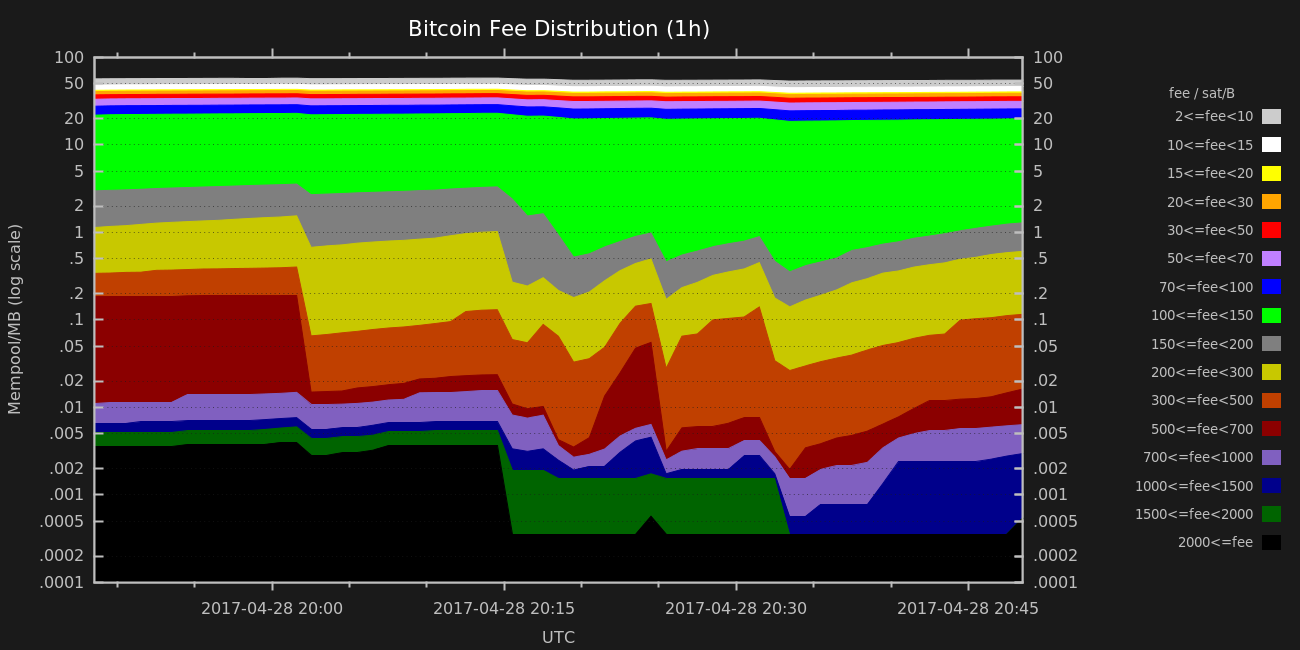 Bitcoin Fee Distribution (1h)
Mempool/MB (log scale)
100
50
20
10
5
2
1
.5
.2
.1
.05
.02
.01
.005
.002
.001
.0005
.0002
.0001
100
50
20
10
5
2
1
.5
.2
.1
.05
.02
.01
.005
.002
.001
.0005
.0002
.0001
fee / sat/B
2<=fee<10
10<=fee<15
15<=fee<20
20<=fee<30
30<=fee<50
50<=fee<70
70<=fee<100
100<=fee<150
150<=fee<200
200<=fee<300
300<=fee<500
500<=fee<700
700<=fee<1000
1000<=fee<1500
1500<=fee<2000
2000<=fee
2017-04-28 20:00 2017-04-28 20:15 2017-04-28 20:30 2017-04-28 20:45
UTC